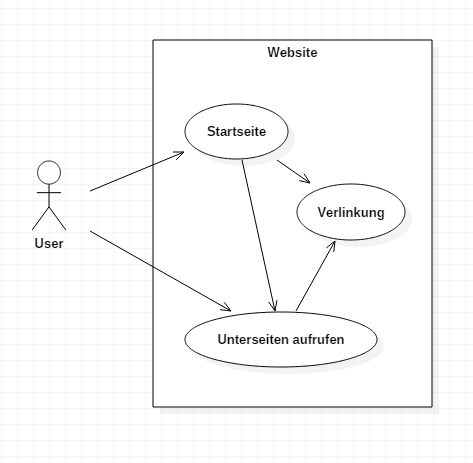 Website
Startseite
Verlinkung
User
Unterseiten aufrufen